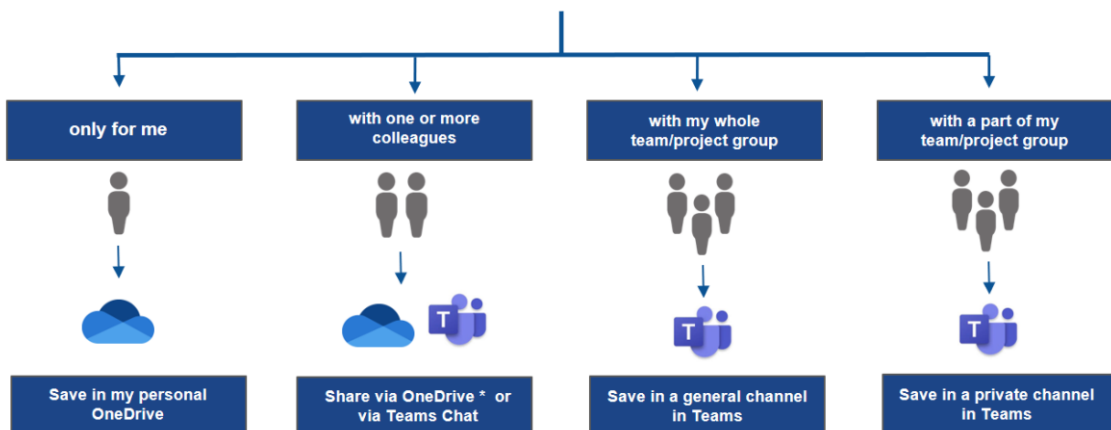 only for me
with one or more
colleagues
with my whole
team/project group
with a part of my
team/project group
T
T
T
Save in my personal
OneDrive
Share via OneDrive * or
via Teams Chat
Save in a general channel
in Teams
Save in a private channel
in Teams